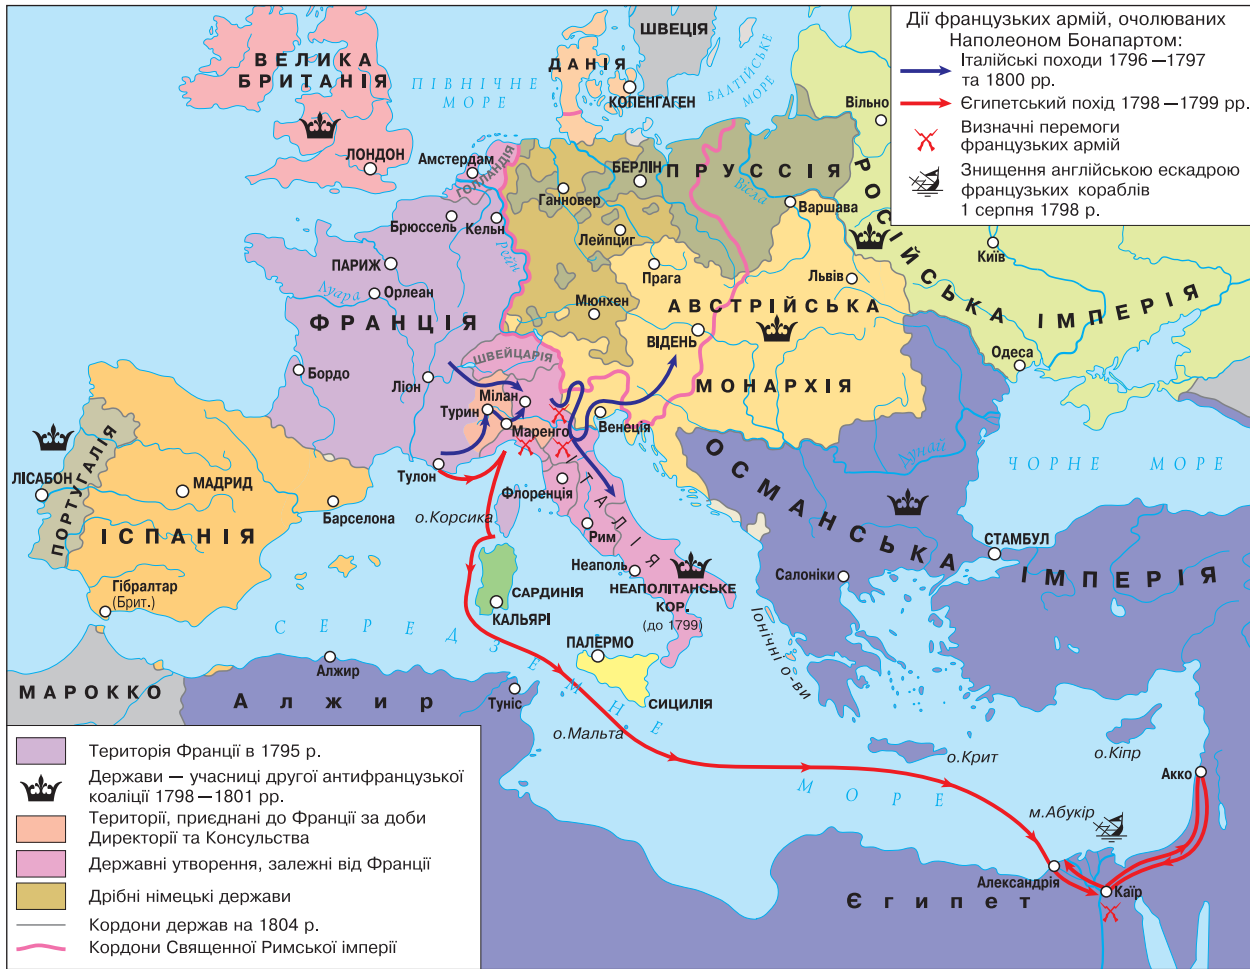 Дії французьких армій, очолюваних
Наполеоном Бонапартом:
Італійські походи 1796—1797
та 1800 рр.
Єгипетський похід 1798—1799 рр.
Визначні перемоги
французьких армій
Знищення англійською ескадрою
французьких кораблів
1 серпня 1798 р.
ШВЕЦІЯ
ВЕЛИКА
БРИТАНІЯ
ПІВНІЧНЕ
МОРЕ
ДАНІЯ
КОПЕНГАГЕН
БАЛТІЙСЬКЕ
МОРЕ
Вільно
ЛОНДОН
Амстердам
ГОЛЛАНДІЯ
БЕРЛІН
ПРУССІЯ
Вісла
РОСІЙСЬКА ІМПЕРІЯ
Ганновер
Варшава
Брюссель
Кельн
Рейн
Лейпциг
Київ
ПАРИЖ
Прага
Львів
Луара
Орлеан
Мюнхен
АВСТРІЙСЬКА
МОНАРХІЯ
ФРАНЦІЯ
ВІДЕНЬ
ШВЕЙЦАРІЯ
Одеса
Бордо
Ліон
Мілан
Турин
Маренго
Венеція
ОСМАНСЬКА ІМПЕРІЯ
Дунай
ЧОРНЕ МОРЕ
ПОРТУГАЛІЯ
ЛІСАБОН
МАДРИД
Тулон
Флоренція
ІТАЛІЯ
Барселона
о.Корсика
ІСПАНІЯ
Рим
СТАМБУЛ
Неаполь
Салоніки
Гібралтар
(Брит.)
САРДИНІЯ
КАЛЬЯРІ
НЕАПОЛІТАНСЬКЕ
КОР.
(до 1799)
Іонічні о-ви
СЕРЕДЗЕМНЕ
МОРЕ
ПАЛЕРМО
Алжир
МАРОККО
Алжир
Туніс
СИЦИЛІЯ
о.Мальта
о.Крит
о.Кіпр
Акко
м.Абукір
Александрія
Каїр
Єгипет
Територія Франції в 1795 р.
Держави — учасниці другої антифранцузької
коаліції 1798—1801 рр.
Території, приєднані до Франції за доби
Директорії та Консульства
Державні утворення, залежні від Франції
Дрібні німецькі держави
Кордони держав на 1804 р.
Кордони Священної Римської імперії